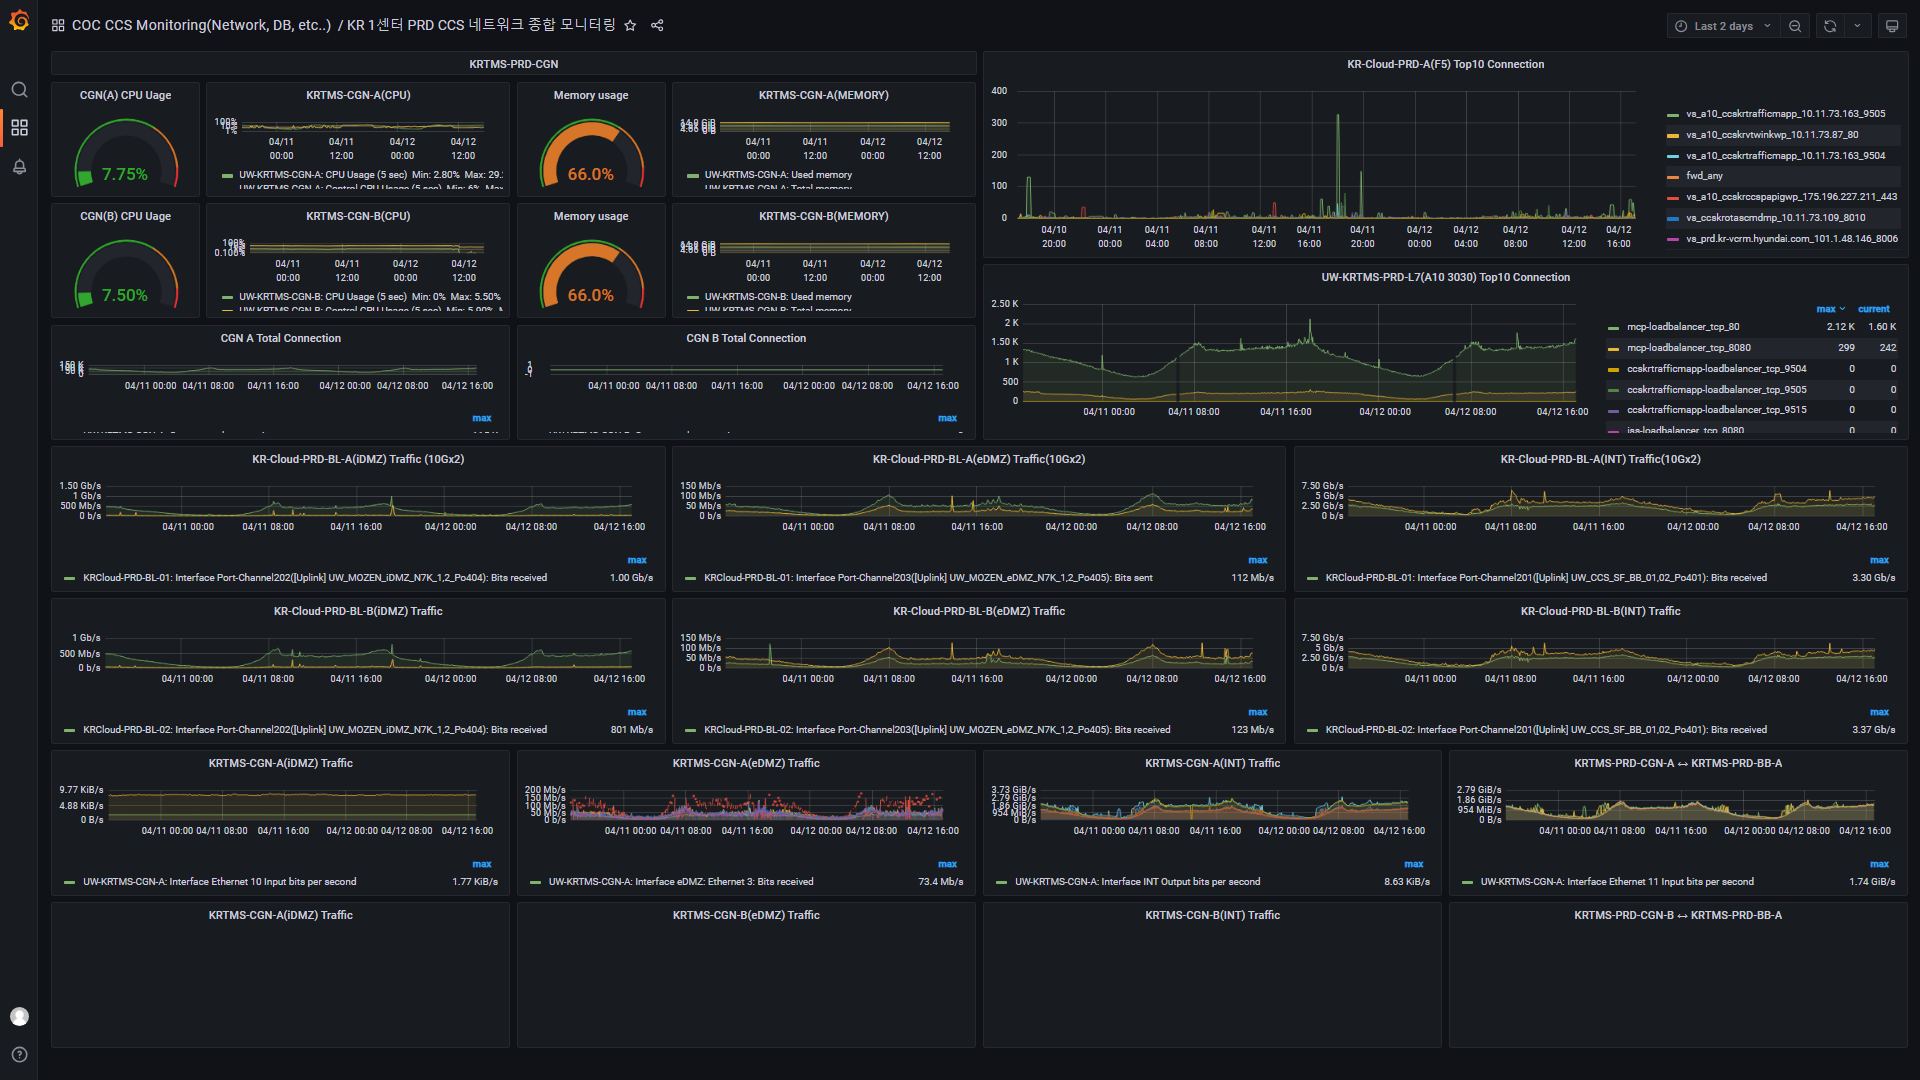 COC CCS Monitoring(Network, DB, etc..) / KR 1센터 PRD CCS 네트워크 종합 모니터링
Last 2 days
KRTMS-PRD-CGN
CGN(A) CPU Uage
7.75%
KRTMS-CGN-A(CPU)
100%
1%
04/11 00:00 04/11 12:00 04/12 00:00 04/12 12:00
UW-KRTMS-CGN-A: CPU Usage (5 sec) Min: 2.80% Max: 29.
UW-KRTMS-CGN-A: Control CPU Usage (5 sec) Min: 6% Max:
Memory usage
66.0%
KRTMS-CGN-A(MEMORY)
04/11 00:00 04/11 12:00 04/12 00:00 04/12 12:00
UW-KRTMS-CGN-A: Used memory
UW-KRTMS-CGN-A: Total memory
CGN(B) CPU Uage
7.50%
KRTMS-CGN-B(CPU)
100%
0.100%
04/11 00:00 04/11 12:00 04/12 00:00 04/12 12:00
UW-KRTMS-CGN-B: CPU Usage (5 sec) Min: 0% Max: 5.50%
UW-KRTMS-CGN-B: Control CPU Usage (5 sec) Min: 5.90% M
Memory usage
66.0%
KRTMS-CGN-B(MEMORY)
04/11 00:00 04/11 12:00 04/12 00:00 04/12 12:00
UW-KRTMS-CGN-B: Used memory
UW-KRTMS-CGN-B: Total memory
CGN A Total Connection
150 K
100 K
50 K
0
04/11 00:00 04/11 08:00 04/11 16:00 04/12 00:00 04/12 08:00 04/12 16:00
max
CGN B Total Connection
1
0
-1
04/11 00:00 04/11 08:00 04/11 16:00 04/12 00:00 04/12 08:00 04/12 16:00
max
KR-Cloud-PRD-A(F5) Top10 Connection
400
300
200
100
0
04/10 20:00 04/11 00:00 04/11 04:00 04/11 08:00 04/11 12:00 04/11 16:00 04/11 20:00 04/12 00:00 04/12 04:00 04/12 08:00 04/12 12:00 04/12 16:00
vs_a10_ccskrtrafficmapp_10.11.73.163_9505
vs_a10_ccskrvtwinkwp_10.11.73.87_80
vs_a10_ccskrtrafficmapp_10.11.73.163_9504
fwd_any
vs_a10_ccskrccspapigwp_175.196.227.211_443
vs_ccskrotascmdmp_10.11.73.109_8010
vs_prd.kr-vcrm.hyundai.com_101.1.48.146_8006
UW-KRTMS-PRD-L7(A10 3030) Top10 Connection
2.50 K
2 K
1.50 K
1 K
500
0
04/11 00:00 04/11 08:00 04/11 16:00 04/12 00:00 04/12 08:00 04/12 16:00
max current
mcp-loadbalancer_tcp_80 2.12 K 1.60 K
mcp-loadbalancer_tcp_8080 299 242
ccskrtrafficmapp-loadbalancer_tcp_9504 0 0
ccskrtrafficmapp-loadbalancer_tcp_9505 0 0
ccskrtrafficmapp-loadbalancer_tcp_9515 0 0
ias-loadbalancer_tcp_8080 0 0
KR-Cloud-PRD-BL-A(iDMZ) Traffic (10Gx2)
1.50 Gb/s
1 Gb/s
500 Mb/s
0 b/s
04/11 00:00 04/11 08:00 04/11 16:00 04/12 00:00 04/12 08:00 04/12 16:00
max
KRCloud-PRD-BL-01: Interface Port-Channel202([Uplink] UW_MOZEN_iDMZ_N7K_1,2_Po404): Bits received 1.00 Gb/s
KR-Cloud-PRD-BL-A(eDMZ) Traffic(10Gx2)
150 Mb/s
100 Mb/s
50 Mb/s
0 b/s
04/11 00:00 04/11 08:00 04/11 16:00 04/12 00:00 04/12 08:00 04/12 16:00
max
KRCloud-PRD-BL-01: Interface Port-Channel203([Uplink] UW_MOZEN_eDMZ_N7K_1,2_Po405): Bits sent 112 Mb/s
KR-Cloud-PRD-BL-A(INT) Traffic(10Gx2)
7.50 Gb/s
5 Gb/s
2.50 Gb/s
0 b/s
04/11 00:00 04/11 08:00 04/11 16:00 04/12 00:00 04/12 08:00 04/12 16:00
max
KRCloud-PRD-BL-01: Interface Port-Channel201([Uplink] UW_CCS_SF_BB_01,02_Po401): Bits received 3.30 Gb/s
KR-Cloud-PRD-BL-B(iDMZ) Traffic
1 Gb/s
500 Mb/s
0 b/s
04/11 00:00 04/11 08:00 04/11 16:00 04/12 00:00 04/12 08:00 04/12 16:00
max
KRCloud-PRD-BL-02: Interface Port-Channel202([Uplink] UW_MOZEN_iDMZ_N7K_1,2_Po404): Bits received 801 Mb/s
KR-Cloud-PRD-BL-B(eDMZ) Traffic
150 Mb/s
100 Mb/s
50 Mb/s
0 b/s
04/11 00:00 04/11 08:00 04/11 16:00 04/12 00:00 04/12 08:00 04/12 16:00
max
KRCloud-PRD-BL-02: Interface Port-Channel203([Uplink] UW_MOZEN_eDMZ_N7K_1,2_Po405): Bits received 123 Mb/s
KR-Cloud-PRD-BL-B(INT) Traffic
7.50 Gb/s
5 Gb/s
2.50 Gb/s
0 b/s
04/11 00:00 04/11 08:00 04/11 16:00 04/12 00:00 04/12 08:00 04/12 16:00
max
KRCloud-PRD-BL-02: Interface Port-Channel201([Uplink] UW_CCS_SF_BB_01,02_Po401): Bits received 3.37 Gb/s
KRTMS-CGN-A(iDMZ) Traffic
9.77 KiB/s
4.88 KiB/s
0 B/s
04/11 00:00 04/11 08:00 04/11 16:00 04/12 00:00 04/12 08:00 04/12 16:00
max
UW-KRTMS-CGN-A: Interface Ethernet 10 Input bits per second 1.77 KiB/s
KRTMS-CGN-A(eDMZ) Traffic
200 Mb/s
150 Mb/s
100 Mb/s
50 Mb/s
0 b/s
04/11 00:00 04/11 08:00 04/11 16:00 04/12 00:00 04/12 08:00 04/12 16:00
max
UW-KRTMS-CGN-A: Interface eDMZ: Ethernet 3: Bits received 73.4 Mb/s
KRTMS-CGN-A(INT) Traffic
3.73 GiB/s
2.79 GiB/s
1.86 GiB/s
954 MiB/s
0 B/s
04/11 00:00 04/11 08:00 04/11 16:00 04/12 00:00 04/12 08:00 04/12 16:00
max
UW-KRTMS-CGN-A: Interface INT Output bits per second 8.63 KiB/s
KRTMS-PRD-CGN-A ↔ KRTMS-PRD-BB-A
2.79 GiB/s
1.86 GiB/s
954 MiB/s
0 B/s
04/11 00:00 04/11 08:00 04/11 16:00 04/12 00:00 04/12 08:00 04/12 16:00
max
UW-KRTMS-CGN-A: Interface Ethernet 11 Input bits per second 1.74 GiB/s
KRTMS-CGN-A(iDMZ) Traffic
KRTMS-CGN-B(eDMZ) Traffic
KRTMS-CGN-B(INT) Traffic
KRTMS-PRD-CGN-B ↔ KRTMS-PRD-BB-A